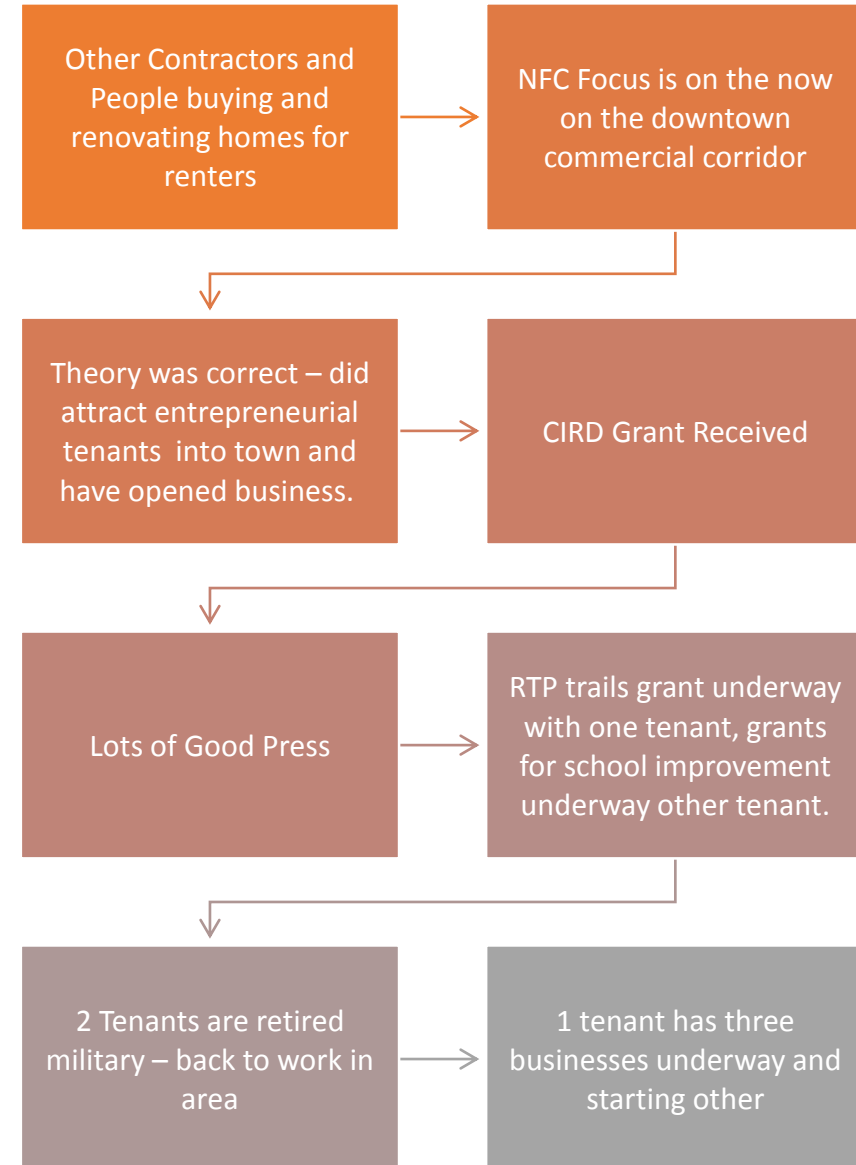 Other Contractors and
People buying and
renovating homes for
renters
NFC Focus is on the now
on the downtown
commercial corridor
Theory was correct – did
attract entrepreneurial
tenants  into town and
have opened business.
CIRD Grant Received
Lots of Good Press
RTP trails grant underway
with one tenant, grants
for school improvement
underway other tenant.
2 Tenants are retired
military – back to work in
area
1 tenant has three
businesses underway and
starting other